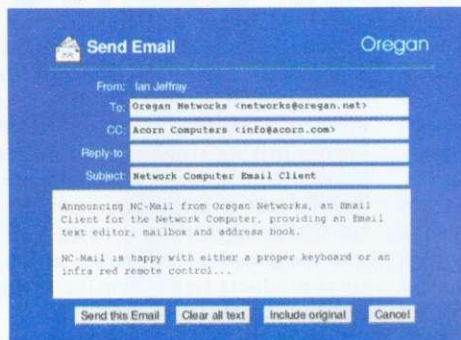 Send Email
Oregan
From: Ian Jeffray
To: Oregan Networks <networks@oregan.net>
CC: Acorn Computers <info@acorn.com>
Reply-to:
Subject: Network Computer Email Client
Announcing NC-Mail from Oregan Networks, an Email
Client for the Network Computer, providing an Email
text editor, mailbox and address book.
NC-Mail is happy with either a proper keyboard or an
infra red remote control...
Send this Email
Clear all text
Include original
Cancel